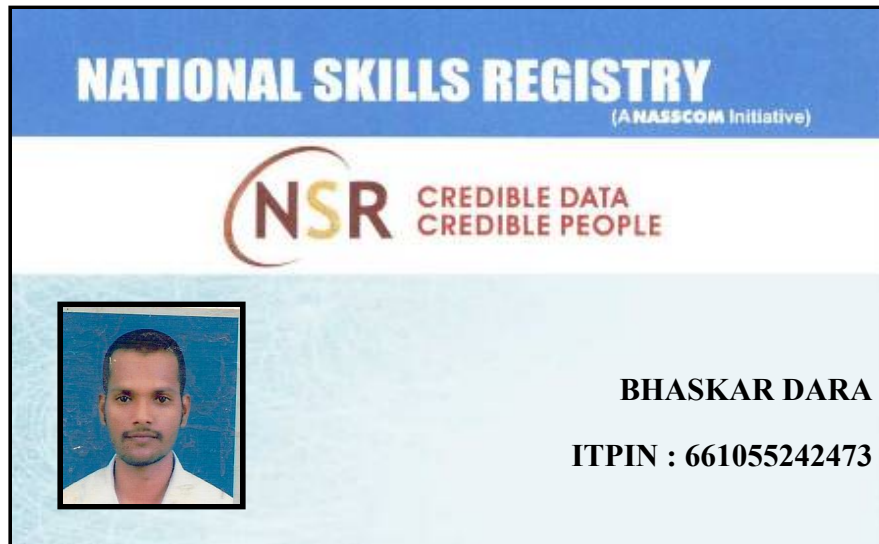 NATIONAL SKILLS REGISTRY
(A NASSCOM Initiative)
NSR
CREDIBLE DATA
CREDIBLE PEOPLE
BHASKAR DARA
ITPIN : 661055242473